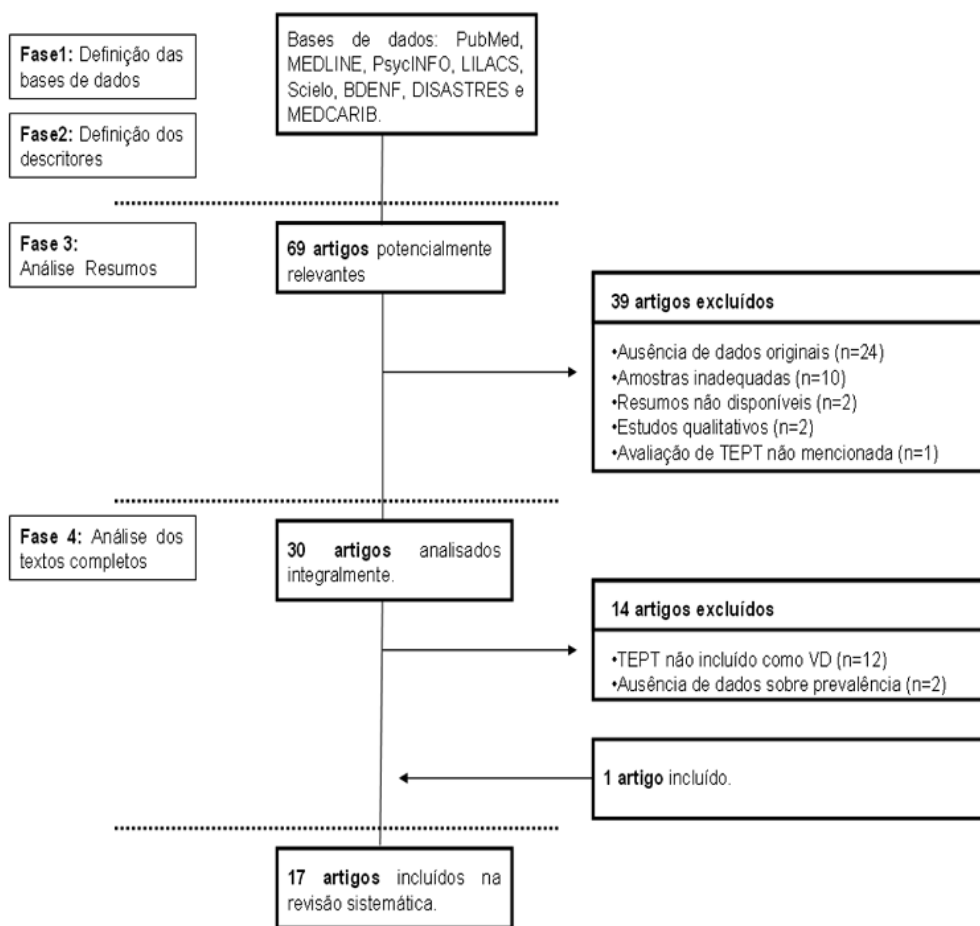 Fase1: Definição das
bases de dados
Bases de dados: PubMed,
MEDLINE, PsycINFO, LILACS,
Scielo, BDENF, DISASTRES e
MEDCARIB.
Fase2: Definição dos
descritores
Fase 3:
Análise Resumos
69 artigos potencialmente
relevantes
39 artigos excluídos
•Ausência de dados originais (n=24)
•Amostras inadequadas (n=10)
•Resumos não disponíveis (n=2)
•Estudos qualitativos (n=2)
•Avaliação de TEPT não mencionada (n=1)
Fase 4: Análise dos
textos completos
30 artigos analisados
integralmente.
14 artigos excluídos
•TEPT não incluído como VD (n=12)
•Ausência de dados sobre prevalência (n=2)
1 artigo incluído.
17 artigos incluídos na
revisão sistemática.